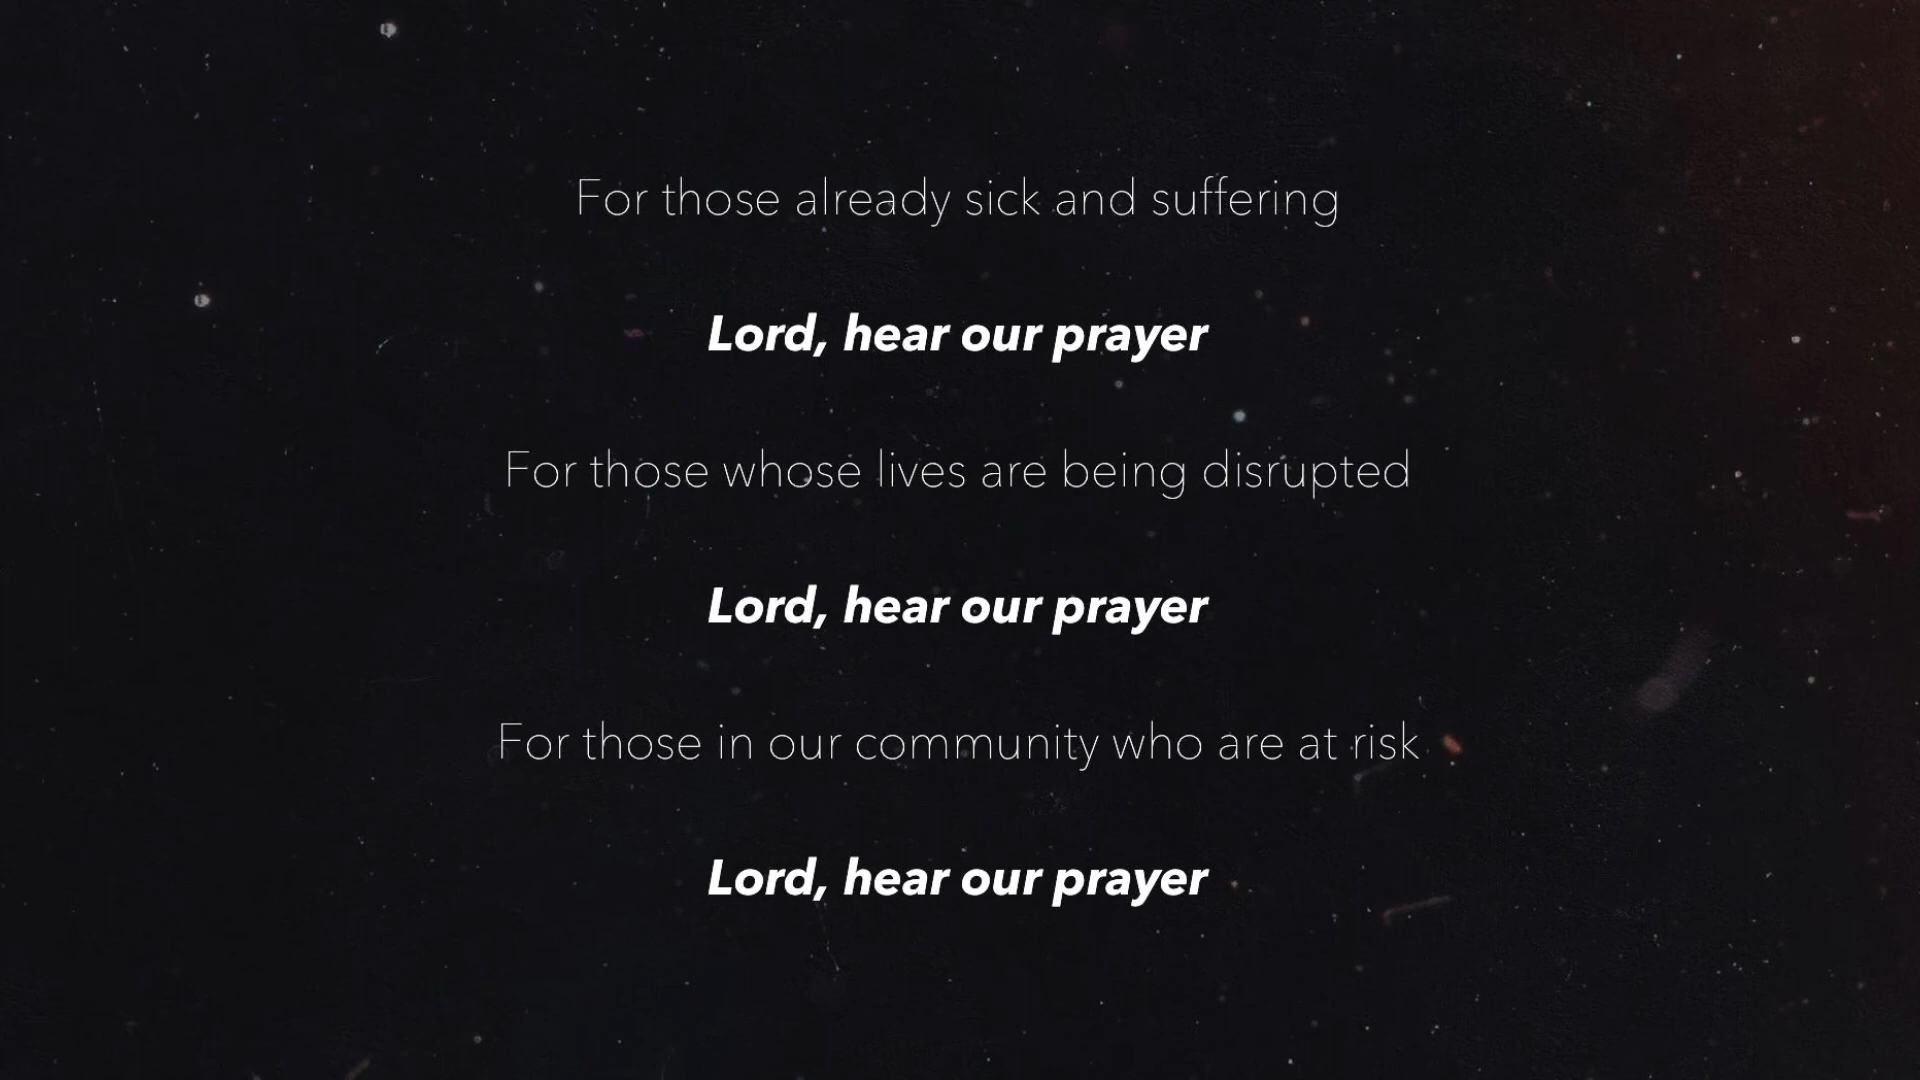 For those already sick and suffering
Lord, hear our prayer
For those whose lives are being disrupted
Lord, hear our prayer
For those in our community who are at risk
Lord, hear our prayer